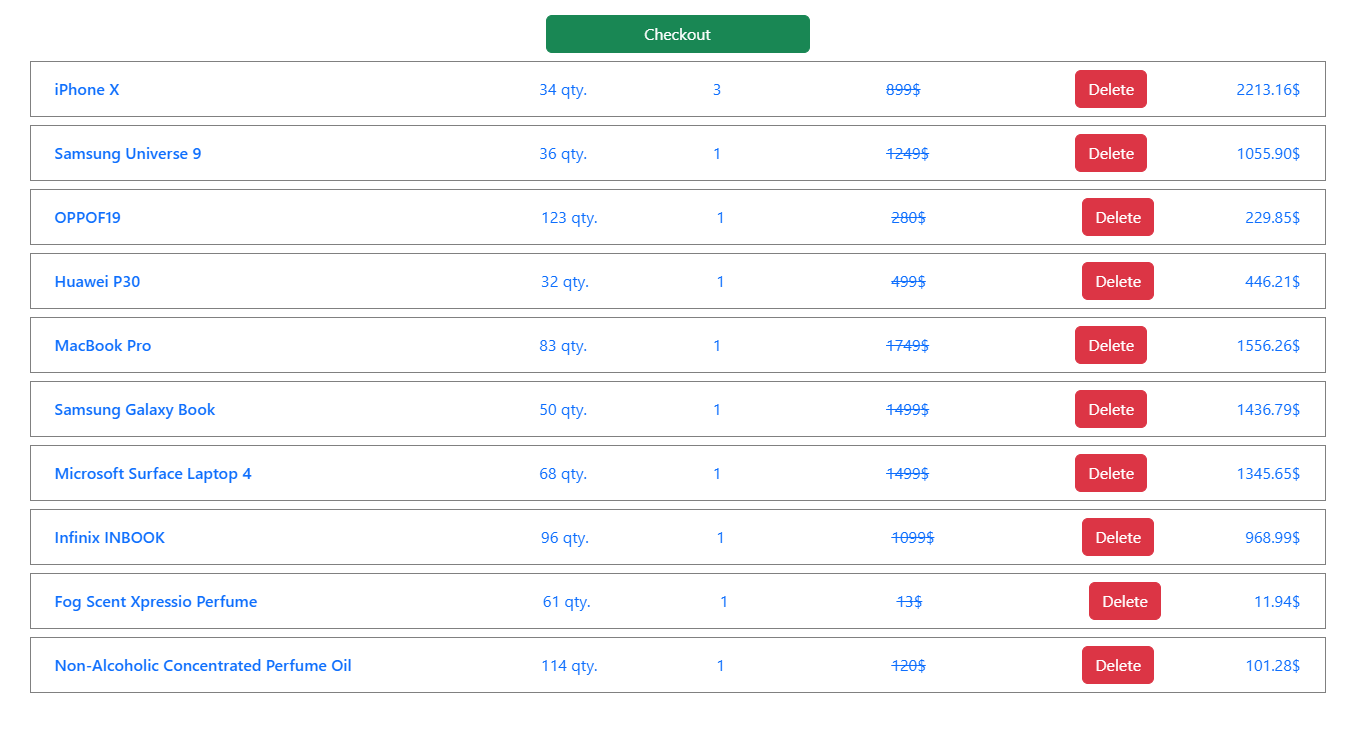 Checkout
iPhone X 34 qty. 3 899$ Delete 2213.16$
Samsung Universe 9 36 qty. 1 1249$ Delete 1055.90$
OPPOF19 123 qty. 1 280$ Delete 229.85$
Huawei P30 32 qty. 1 499$ Delete 446.21$
MacBook Pro 83 qty. 1 1749$ Delete 1556.26$
Samsung Galaxy Book 50 qty. 1 1499$ Delete 1436.79$
Microsoft Surface Laptop 4 68 qty. 1 1499$ Delete 1345.65$
Infinix INBOOK 96 qty. 1 1099$ Delete 968.99$
Fog Scent Xpressio Perfume 61 qty. 1 13$ Delete 11.94$
Non-Alcoholic Concentrated Perfume Oil 114 qty. 1 120$ Delete 101.28$